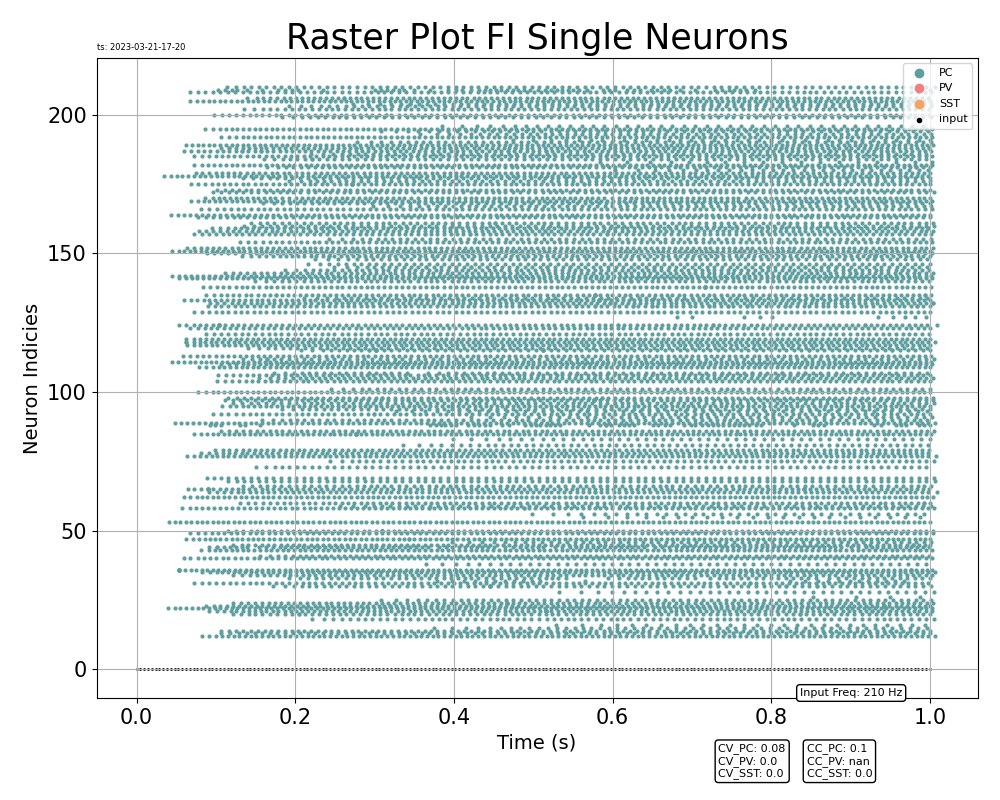 Raster Plot FI Single Neurons
ts: 2023-03-21-17-20
PC
PV
SST
input
200
150
100
50
0
Neuron Indicies
0.0 0.2 0.4 0.6 0.8 1.0
Time (s)
Input Freq: 210 Hz
CV_PC: 0.08
CV_PV: 0.0
CV_SST: 0.0
CC_PC: 0.1
CC_PV: nan
CC_SST: 0.0